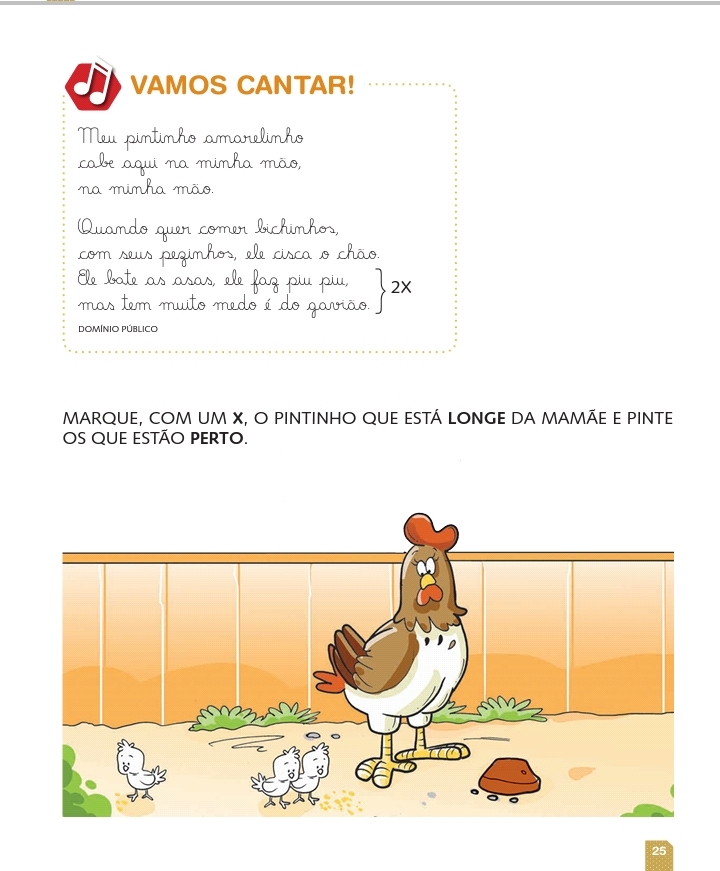 VAMOS CANTAR!
Meu pintinho amarelinho
cabe aqui na minha mão,
na minha mão.
Quando quer comer bichinhos,
com seus pezinhos, ele cisca o chão.
Ele bate as asas, ele faz piu piu,
mas tem muito medo é do gavião.
2X
DOMÍNIO PÚBLICO
MARQUE, COM UM X, O PINTINHO QUE ESTÁ LONGE DA MAMÃE E PINTE
OS QUE ESTÃO PERTO.
25